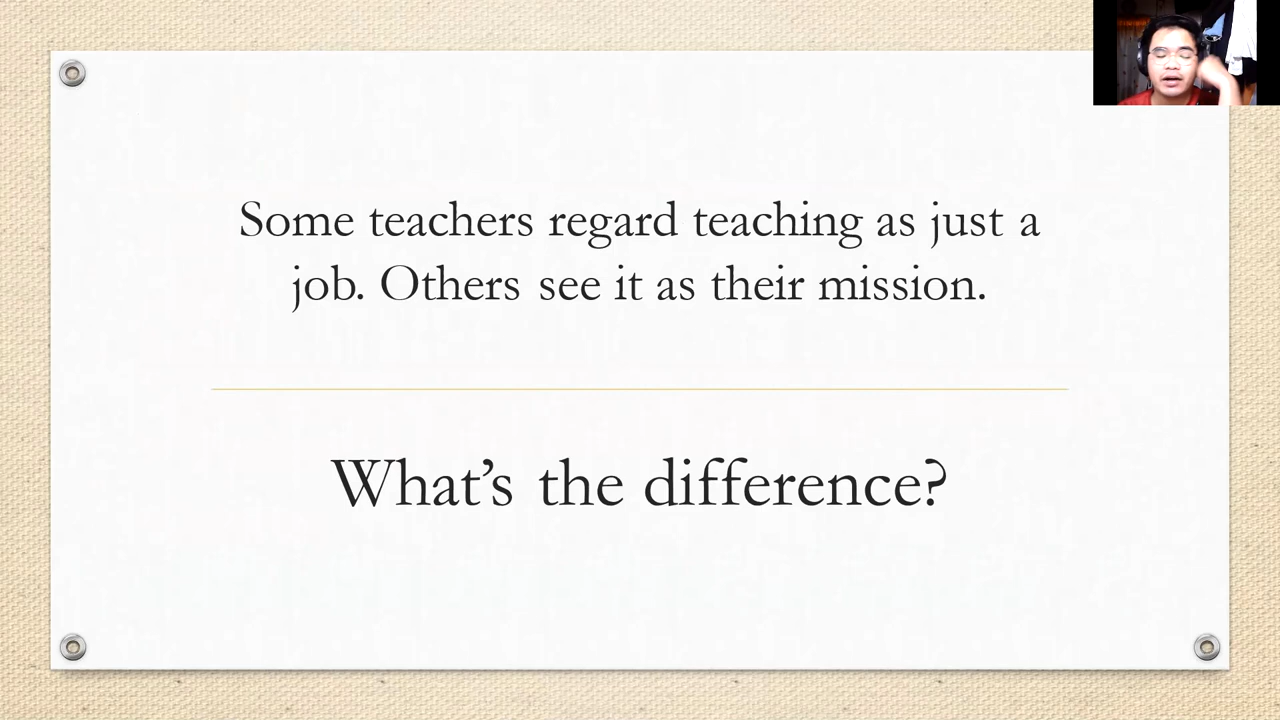 Some teachers regard teaching as just a
job. Others see it as their mission.
What’s the difference?